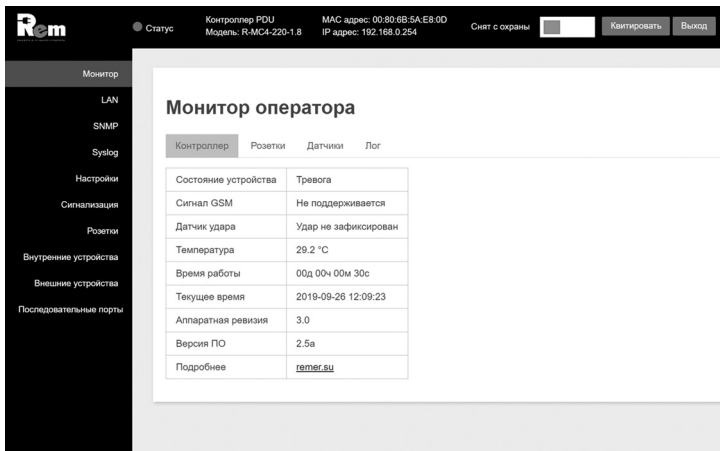 Rem
Статус
Контроллер PDU
Модель: R-MC4-220-1.8
MAC адрес: 00:80:6B:5A:E8:0D
IP адрес: 192.168.0.254
Снят с охраны
Квитировать
Выход
Монитор
LAN
SNMP
Syslog
Настройки
Сигнализация
Розетки
Внутренние устройства
Внешние устройства
Последовательные порты
Монитор оператора
Контроллер Розетки Датчики Лог
Состояние устройства Тревога
Сигнал GSM Не поддерживается
Датчик удара Удар не зафиксирован
Температура 29.2 °C
Время работы 00д 00ч 00м 30с
Текущее время 2019-09-26 12:09:23
Аппаратная ревизия 3.0
Версия ПО 2.5a
Подробнее remer.su